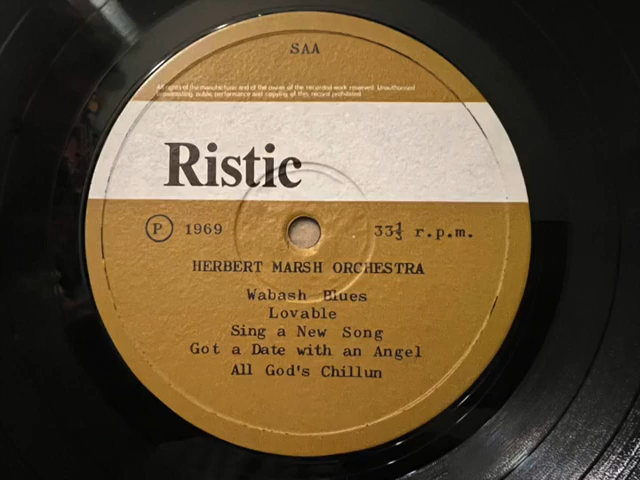 SAA
All rights of the manufacturer and of the owner of the recorded work reserved. Unauthorised
broadcasting, public performance and copying of this record prohibited
Ristic
Ⓟ 1969
33⅓ r.p.m.
HERBERT MARSH ORCHESTRA
Wabash Blues
Lovable
Sing a New Song
Got a Date with an Angel
All God's Chillun